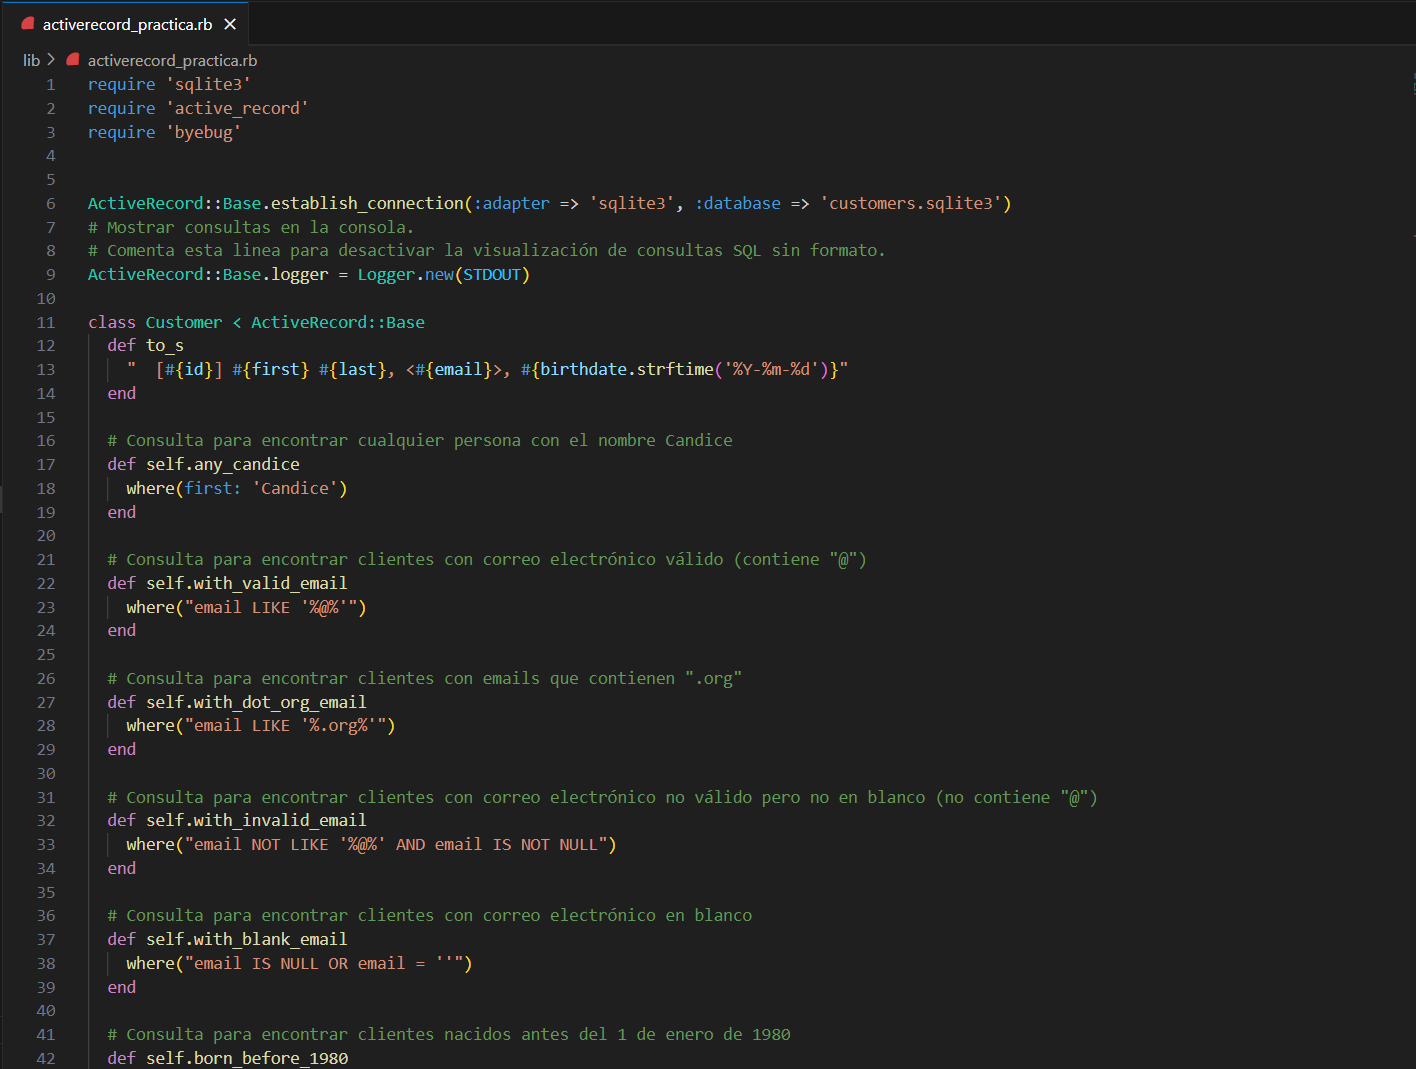 activerecord_practica.rb ×
lib > activerecord_practica.rb
1 require 'sqlite3'
2 require 'active_record'
3 require 'byebug'
4
5
6 ActiveRecord::Base.establish_connection(:adapter => 'sqlite3', :database => 'customers.sqlite3')
7 # Mostrar consultas en la consola.
8 # Comenta esta linea para desactivar la visualización de consultas SQL sin formato.
9 ActiveRecord::Base.logger = Logger.new(STDOUT)
10
11 class Customer < ActiveRecord::Base
12   def to_s
13     "  [#{id}] #{first} #{last}, <#{email}>, #{birthdate.strftime('%Y-%m-%d')}"
14   end
15
16   # Consulta para encontrar cualquier persona con el nombre Candice
17   def self.any_candice
18     where(first: 'Candice')
19   end
20
21   # Consulta para encontrar clientes con correo electrónico válido (contiene "@")
22   def self.with_valid_email
23     where("email LIKE '%@%'")
24   end
25
26   # Consulta para encontrar clientes con emails que contienen ".org"
27   def self.with_dot_org_email
28     where("email LIKE '%.org%'")
29   end
30
31   # Consulta para encontrar clientes con correo electrónico no válido pero no en blanco (no contiene "@")
32   def self.with_invalid_email
33     where("email NOT LIKE '%@%' AND email IS NOT NULL")
34   end
35
36   # Consulta para encontrar clientes con correo electrónico en blanco
37   def self.with_blank_email
38     where("email IS NULL OR email = ''")
39   end
40
41   # Consulta para encontrar clientes nacidos antes del 1 de enero de 1980
42   def self.born_before_1980